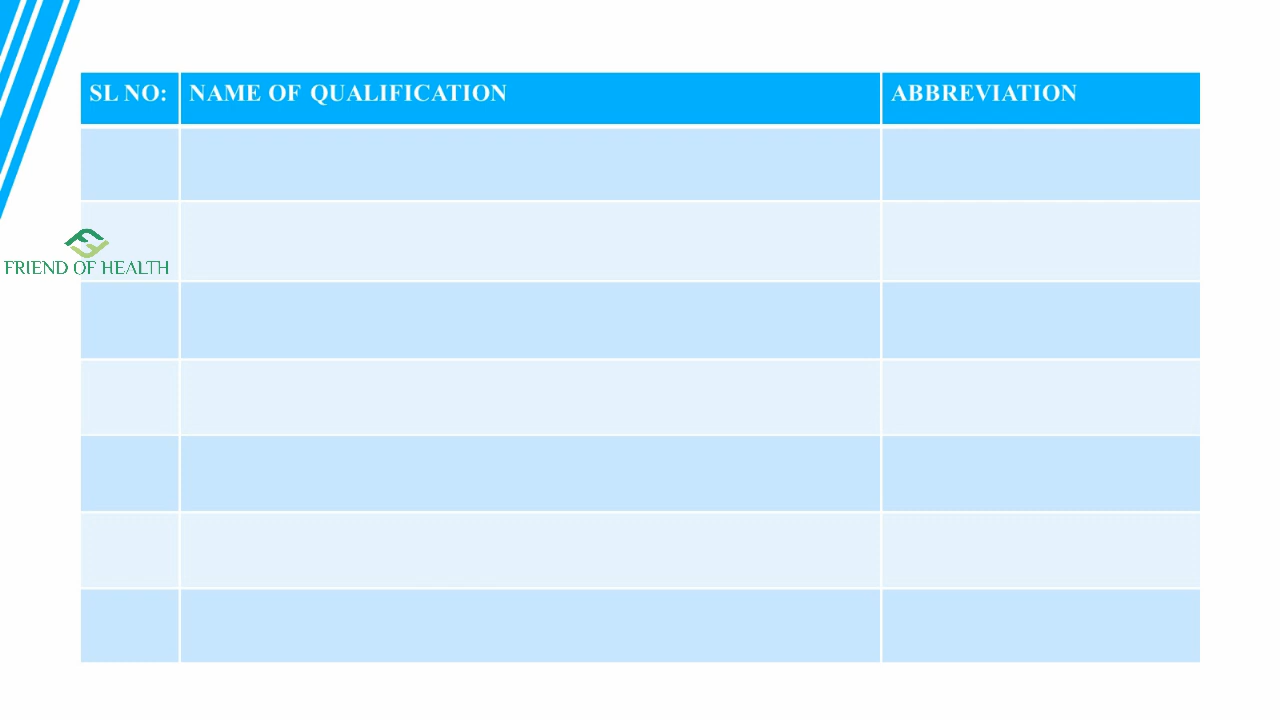 SL NO: NAME OF QUALIFICATION ABBREVIATION
FRIEND OF HEALTH